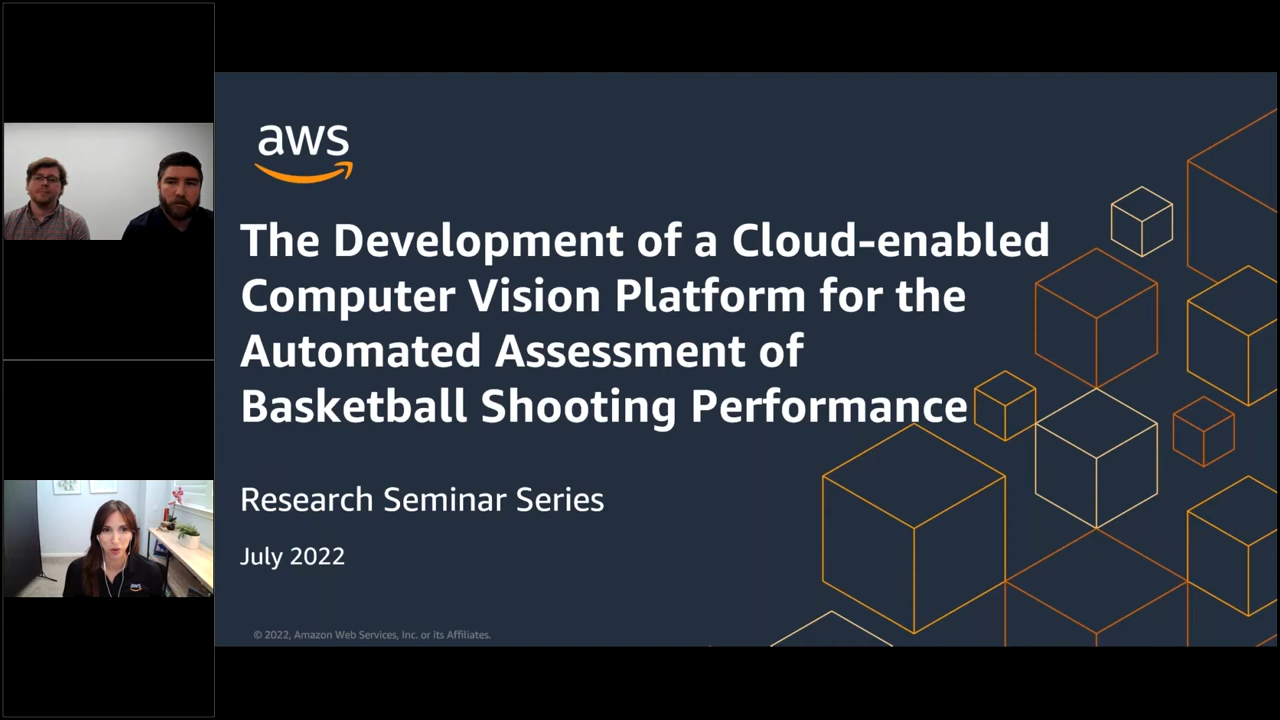 aws
The Development of a Cloud-enabled
Computer Vision Platform for the
Automated Assessment of
Basketball Shooting Performance
Research Seminar Series
July 2022
© 2022, Amazon Web Services, Inc. or its Affiliates.
aws